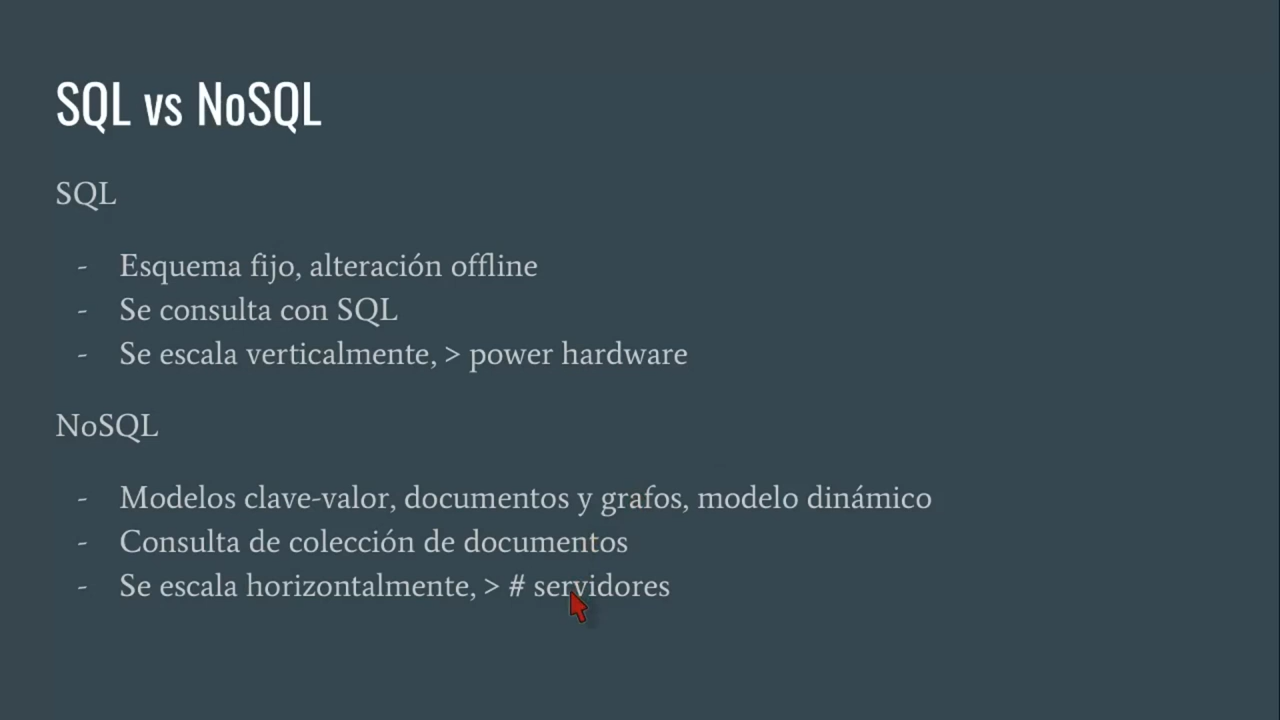 SQL vs NoSQL
SQL
- Esquema fijo, alteración offline
- Se consulta con SQL
- Se escala verticalmente, > power hardware
NoSQL
- Modelos clave-valor, documentos y grafos, modelo dinámico
- Consulta de colección de documentos
- Se escala horizontalmente, > # servidores